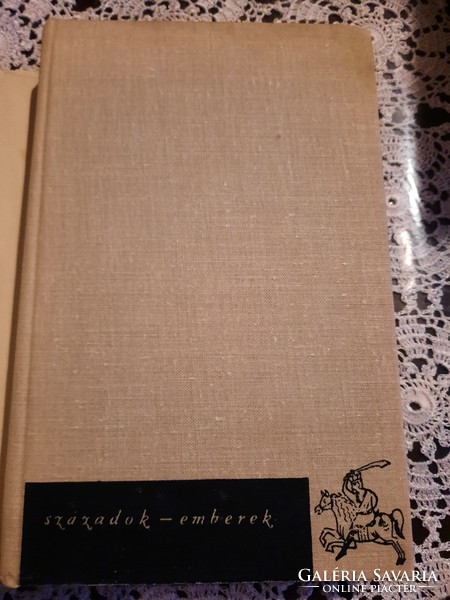 századok – emberek
GALÉRIA SAVARIA
ONLINE PIACTÉR